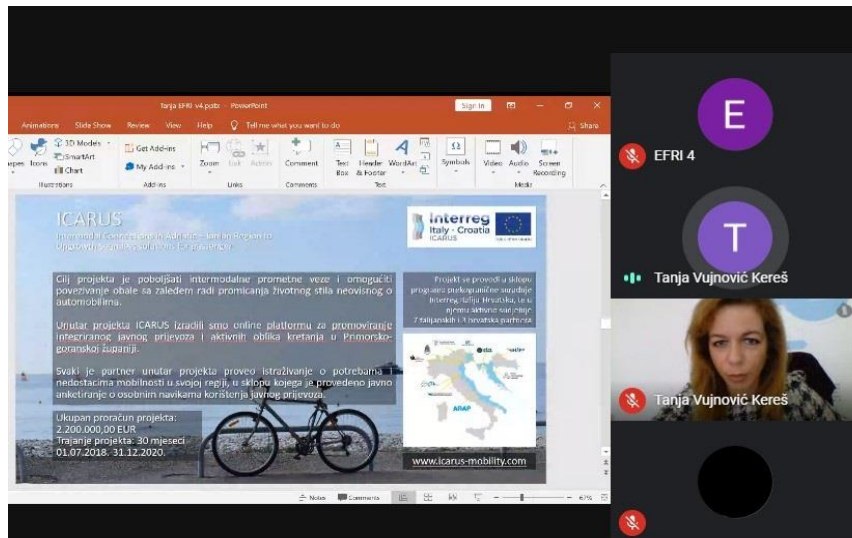 Tanja EFRI v4.pptx - PowerPoint
Sign in
Animations Slide Show Review View Help Tell me what you want to do
Share
Icons
3D Models
SmartArt
Chart
Get Add-ins
My Add-ins
Zoom
Link
Action
Comment
Text
Box
Header
& Footer
WordArt
Symbols
Video
Audio
Screen
Recording
Illustrations
Add-ins
Links
Comments
Text
Media
ICARUS
Interreg
Italy - Croatia
ICARUS
Cilj projekta je poboljšati intermodalne prometne veze i omogućiti
povezivanje obale sa zaleđem radi promicanja životnog stila neovisnog o
automobilima.
Unutar projekta ICARUS izradili smo online platformu za promoviranje
integriranog javnog prijevoza i aktivnih oblika kretanja u Primorsko-
goranskoj županiji.
Svaki je partner unutar projekta proveo istraživanje o potrebama i
nedostacima mobilnosti u svojoj regiji, u sklopu kojega je provedeno javno
anketiranje o osobnim navikama korištenja javnog prijevoza.
Ukupan proračun projekta:
2.200.000,00 EUR
Trajanje projekta: 30 mjeseci
01.07.2018.-31.12.2020.
Projekt se provodi u sklopu
programa prekogranične suradnje
Interreg Italija Hrvatska, te u
njemu aktivno sudjeluje
7 talijanskih i 3 hrvatska partnera
ARAP
www.icarus-mobility.com
Notes
Comments
67%
E
EFRI 4
T
Tanja Vujnović Kereš
Tanja Vujnović Kereš